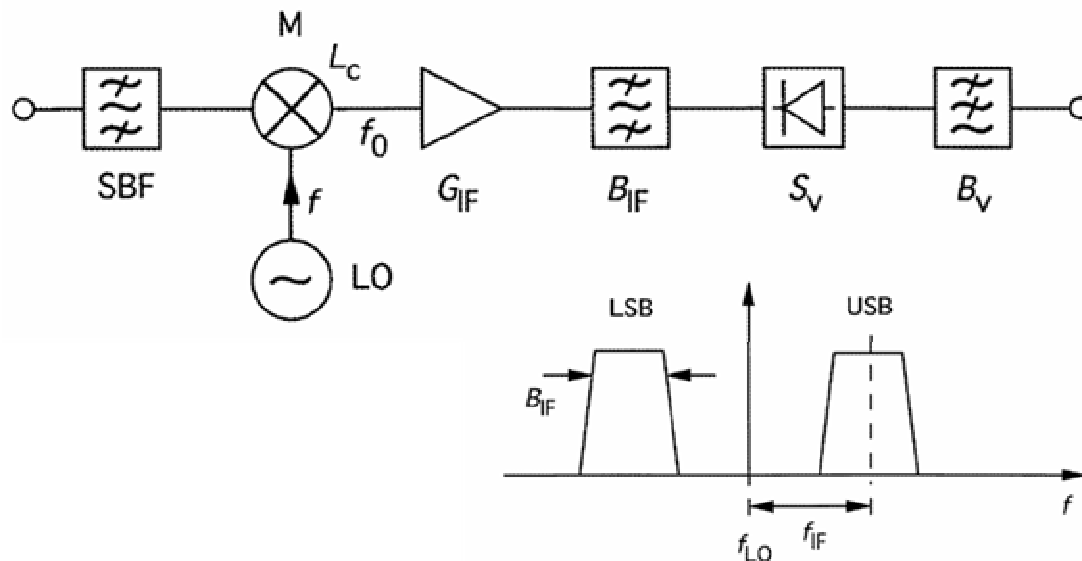 M
L_c
f_0
SBF
G_IF
B_IF
S_v
B_v
f
LO
LSB
USB
B_IF
f
f_LO
f_IF